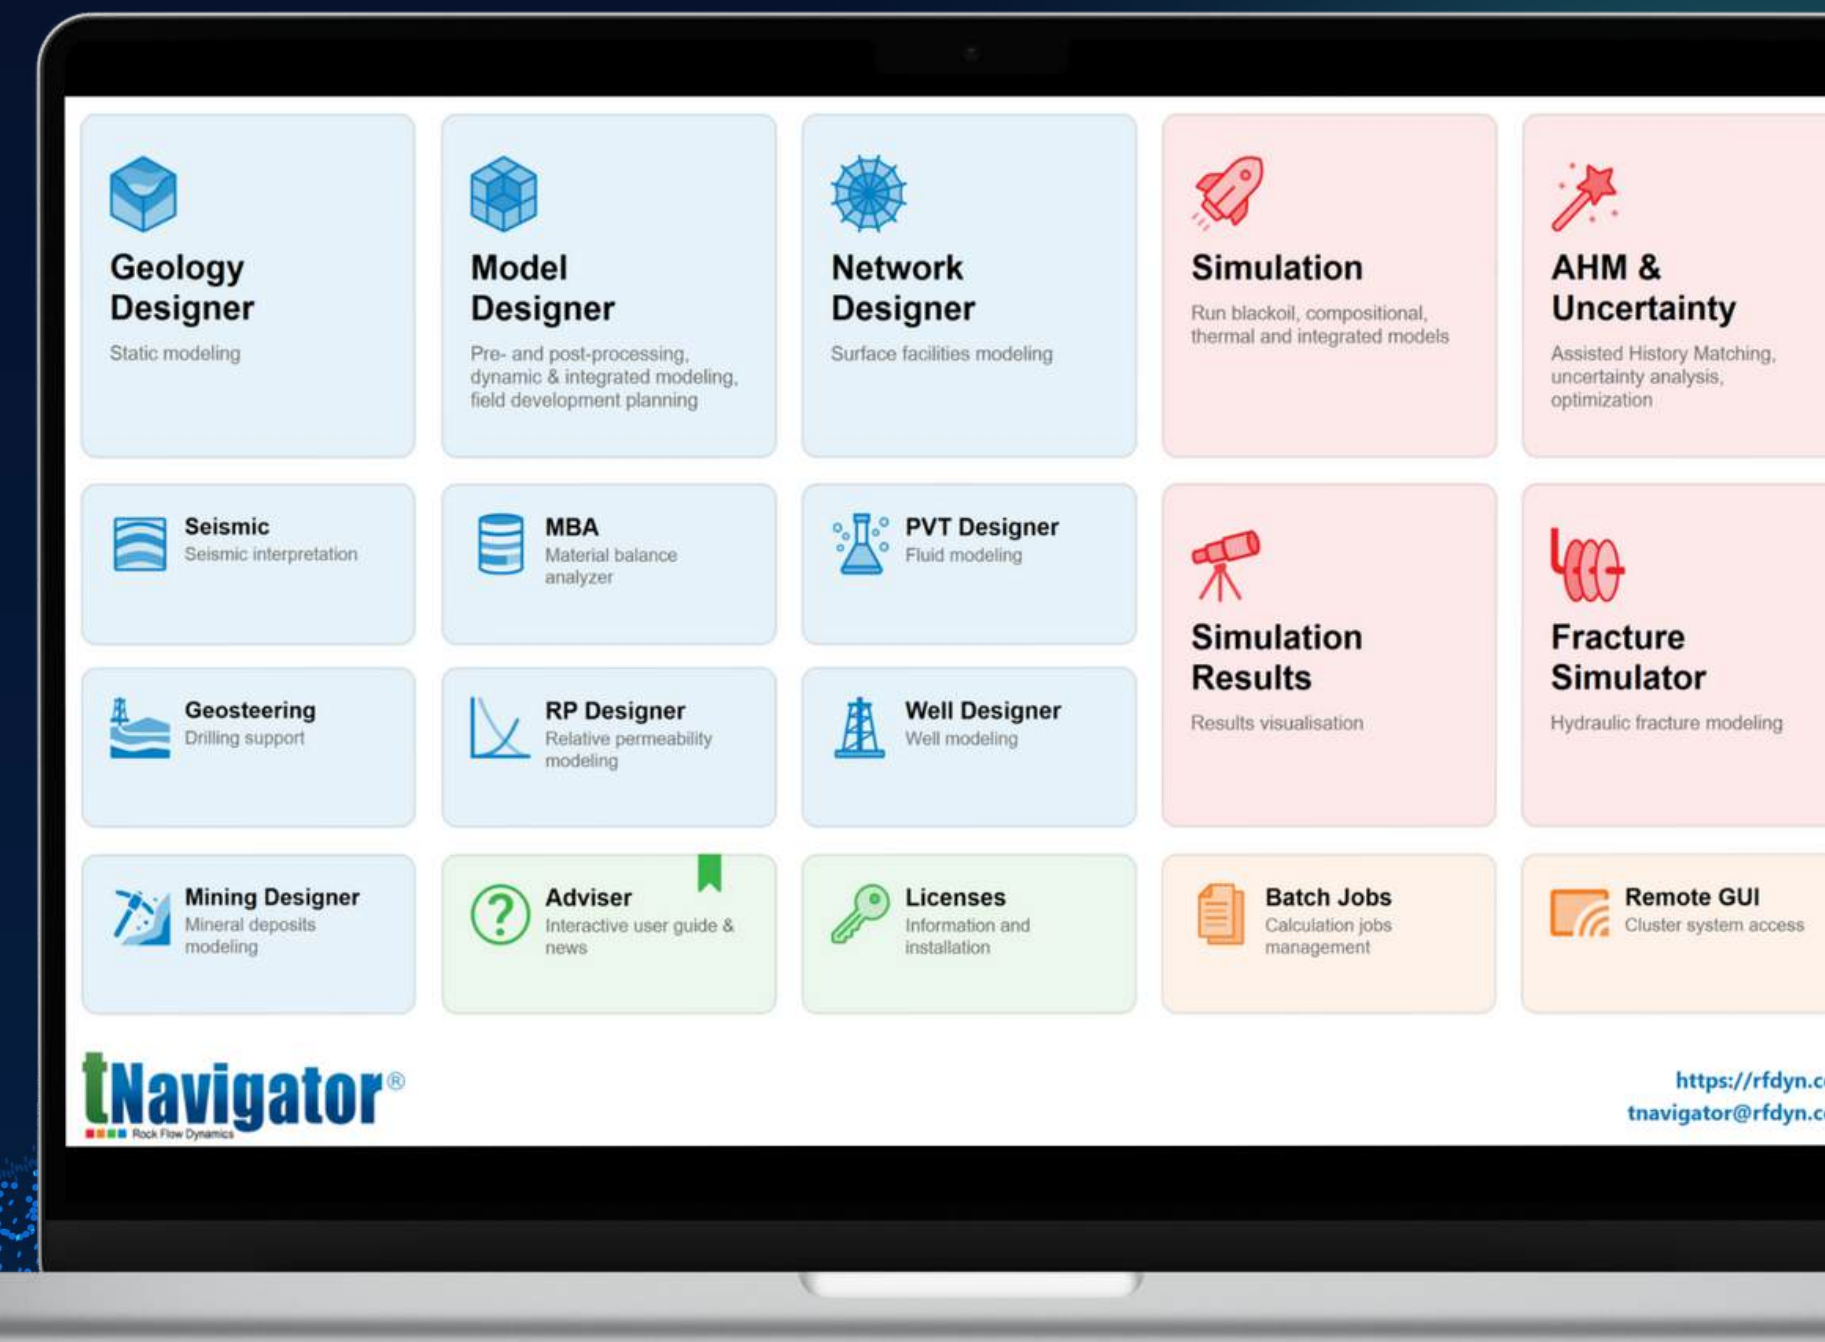 Geology
Designer
Static modeling
Model
Designer
Pre- and post-processing,
dynamic & integrated modeling,
field development planning
Network
Designer
Surface facilities modeling
Simulation
Run blackoil, compositional,
thermal and integrated models
AHM &
Uncertainty
Assisted History Matching,
uncertainty analysis,
optimization
Seismic
Seismic interpretation
MBA
Material balance
analyzer
PVT Designer
Fluid modeling
Simulation
Results
Results visualisation
Fracture
Simulator
Hydraulic fracture modeling
Geosteering
Drilling support
RP Designer
Relative permeability
modeling
Well Designer
Well modeling
Mining Designer
Mineral deposits
modeling
Adviser
Interactive user guide &
news
Licenses
Information and
installation
Batch Jobs
Calculation jobs
management
Remote GUI
Cluster system access
tNavigator®
Rock Flow Dynamics
https://rfdyn.c
tnavigator@rfdyn.c